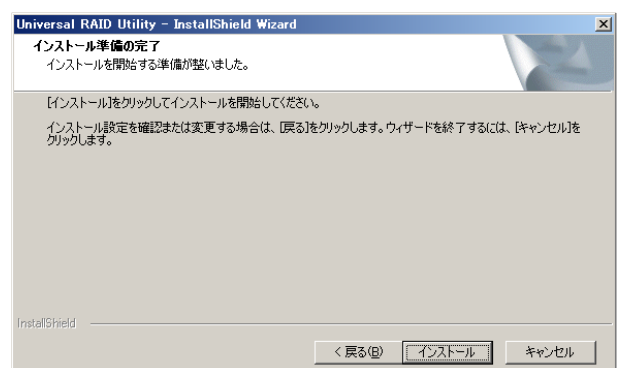 Universal RAID Utility - InstallShield Wizard
インストール準備の完了
インストールを開始する準備が整いました。
[インストール]をクリックしてインストールを開始してください。
インストール設定を確認または変更する場合は、[戻る]をクリックします。ウィザードを終了するには、[キャンセル]を
クリックします。
InstallShield
< 戻る(B) インストール キャンセル